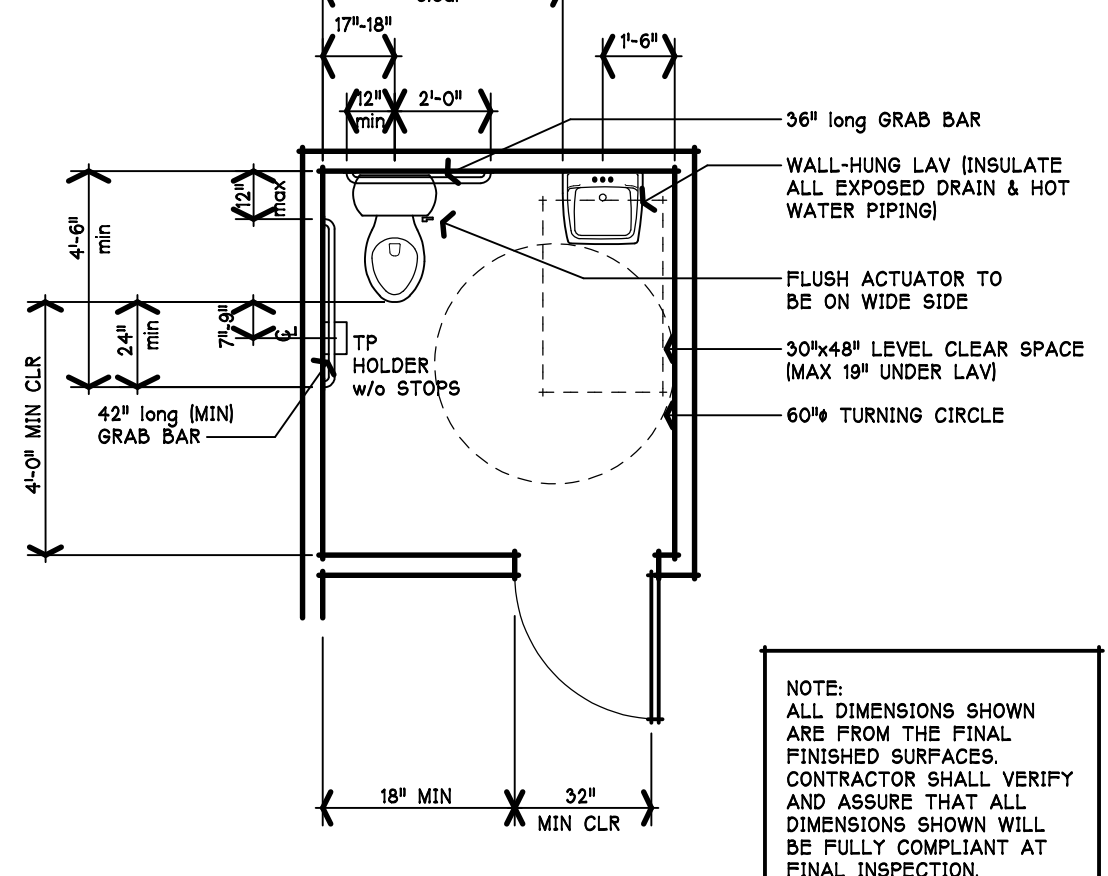 17"-18"
1'-6"
12"
min
2'-0"
36" long GRAB BAR
WALL-HUNG LAV (INSULATE
ALL EXPOSED DRAIN & HOT
WATER PIPING)
12"
max
4'-6"
min
FLUSH ACTUATOR TO
BE ON WIDE SIDE
24"
min
7"-9"
℄
TP
HOLDER
w/o STOPS
30"x48" LEVEL CLEAR SPACE
(MAX 19" UNDER LAV)
4'-0" MIN CLR
42" long (MIN)
GRAB BAR
60"ø TURNING CIRCLE
NOTE:
ALL DIMENSIONS SHOWN
ARE FROM THE FINAL
FINISHED SURFACES.
CONTRACTOR SHALL VERIFY
AND ASSURE THAT ALL
DIMENSIONS SHOWN WILL
BE FULLY COMPLIANT AT
FINAL INSPECTION.
18" MIN
32"
MIN CLR